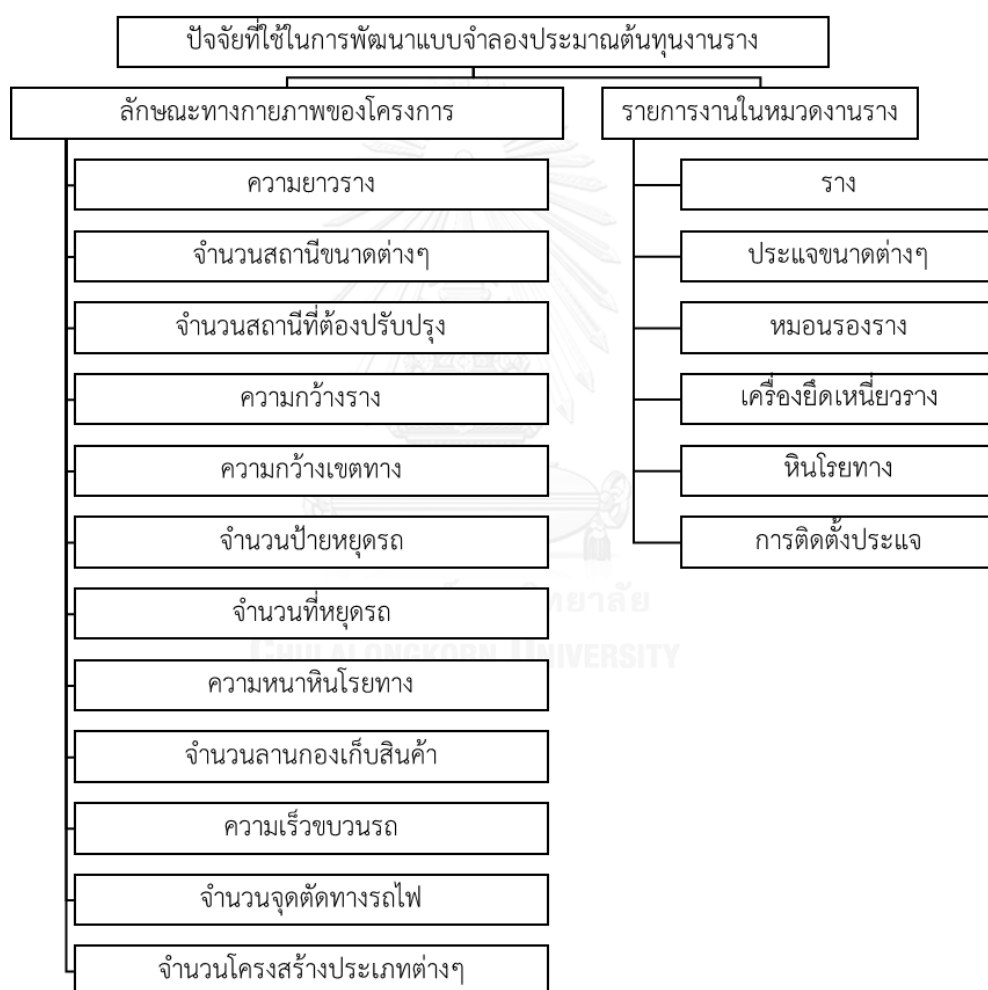 ปัจจัยที่ใช้ในการพัฒนาแบบจำลองประมาณต้นทุนงานราง
ลักษณะทางกายภาพของโครงการ
ความยาวราง
จำนวนสถานีขนาดต่างๆ
จำนวนสถานีที่ต้องปรับปรุง
ความกว้างราง
ความกว้างเขตทาง
จำนวนป้ายหยุดรถ
จำนวนที่หยุดรถ
ความหนาหินโรยทาง
จำนวนลานกองเก็บสินค้า
ความเร็วขบวนรถ
จำนวนจุดตัดทางรถไฟ
จำนวนโครงสร้างประเภทต่างๆ
รายการงานในหมวดงานราง
ราง
ประแจขนาดต่างๆ
หมอนรองราง
เครื่องยึดเหนี่ยวราง
หินโรยทาง
การติดตั้งประแจ
CHULALONGKORN UNIVERSITY